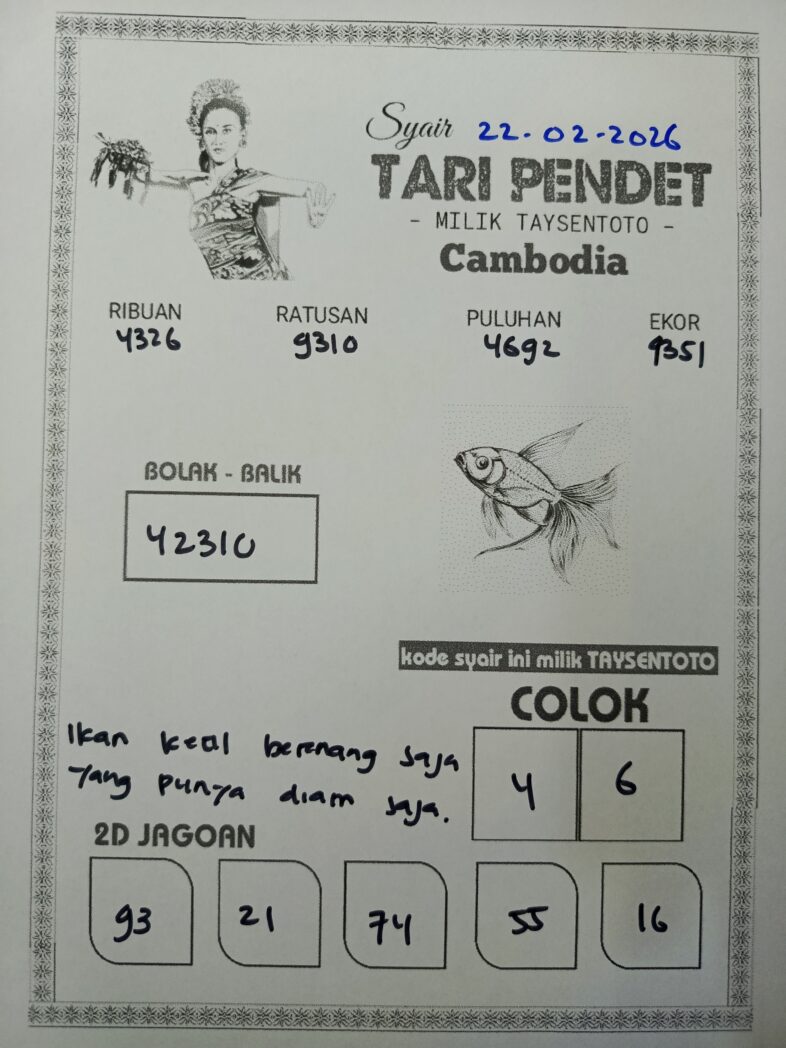 Syair 22-02-2026
TARI PENDET
- MILIK TAYSENTOTO -
Cambodia
RIBUAN RATUSAN PULUHAN EKOR
4326 9310 4692 9351
BOLAK - BALIK
42310
kode syair ini milik TAYSENTOTO
COLOK
4 6
Ikan kecil berenang saja
Yang punya diam saja.
2D JAGOAN
93 21 74 55 16